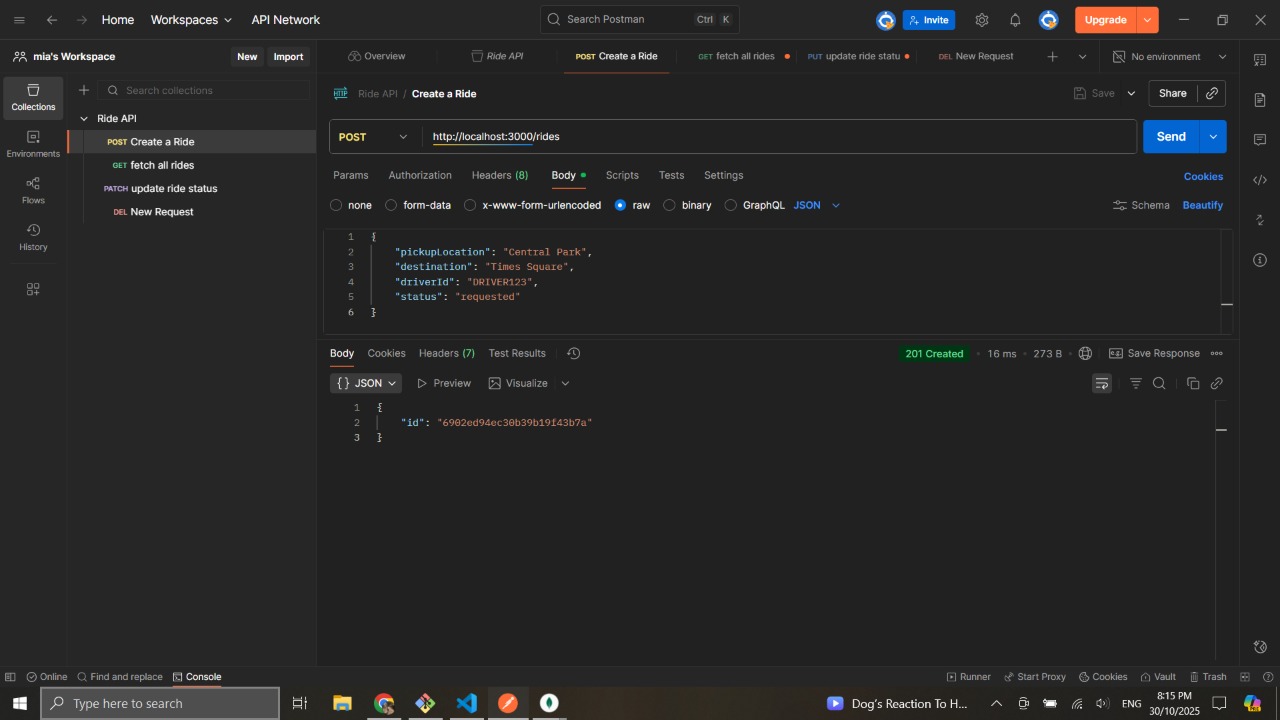 Home Workspaces API Network Search Postman Ctrl K Invite Upgrade
mia's Workspace New Import Overview Ride API POST Create a Ride GET fetch all rides PUT update ride statu DEL New Request No environment
Collections
Environments
Flows
History
Search collections
Ride API
POST Create a Ride
GET fetch all rides
PATCH update ride status
DEL New Request
Ride API / Create a Ride Save Share
POST http://localhost:3000/rides Send
Params Authorization Headers (8) Body Scripts Tests Settings Cookies
none form-data x-www-form-urlencoded raw binary GraphQL JSON Schema Beautify
1 {
2 "pickupLocation": "Central Park",
3 "destination": "Times Square",
4 "driverId": "DRIVER123",
5 "status": "requested"
6 }
Body Cookies Headers (7) Test Results 201 Created 16 ms 273 B e.g. Save Response
{} JSON Preview Visualize
1 {
2 "id": "6902ed94ec30b39b19f43b7a"
3 }
Online Find and replace Console Runner Start Proxy Cookies Vault Trash
Type here to search Dog's Reaction To H... ENG 8:15 PM
30/10/2025